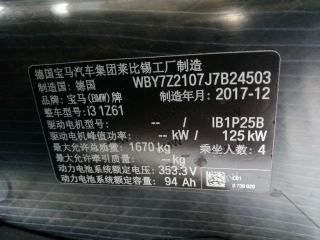 德国宝马汽车集团莱比锡工厂制造
制造国：德国 WBY7Z2107J7B24503
品牌：宝马(BMW)牌 制造年月：2017-12
整车型号：i3 1Z61
驱动电机型号： -- / IB1P25B
驱动电机峰值功率： -- kW / 125 kW
最大允许总质量：1670 kg 乘坐人数：4
最大允许牵引质量： -- kg
动力电池系统额定电压：353.3 V
动力电池系统额定容量：94 Ah
C01